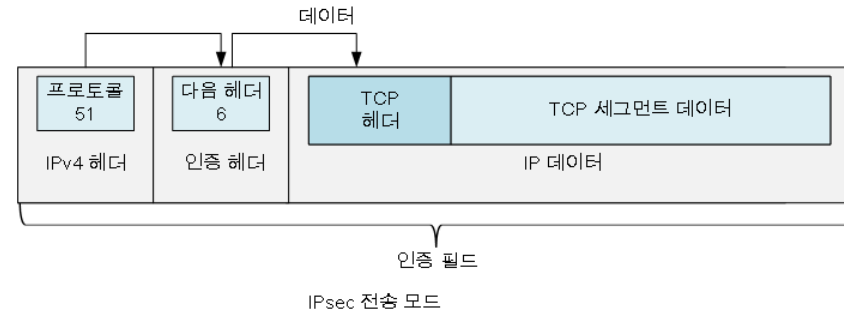 데이터
프로토콜
51
다음 헤더
6
TCP
헤더
TCP 세그먼트 데이터
IPv4 헤더
인증 헤더
IP 데이터
인증 필드
IPsec 전송 모드